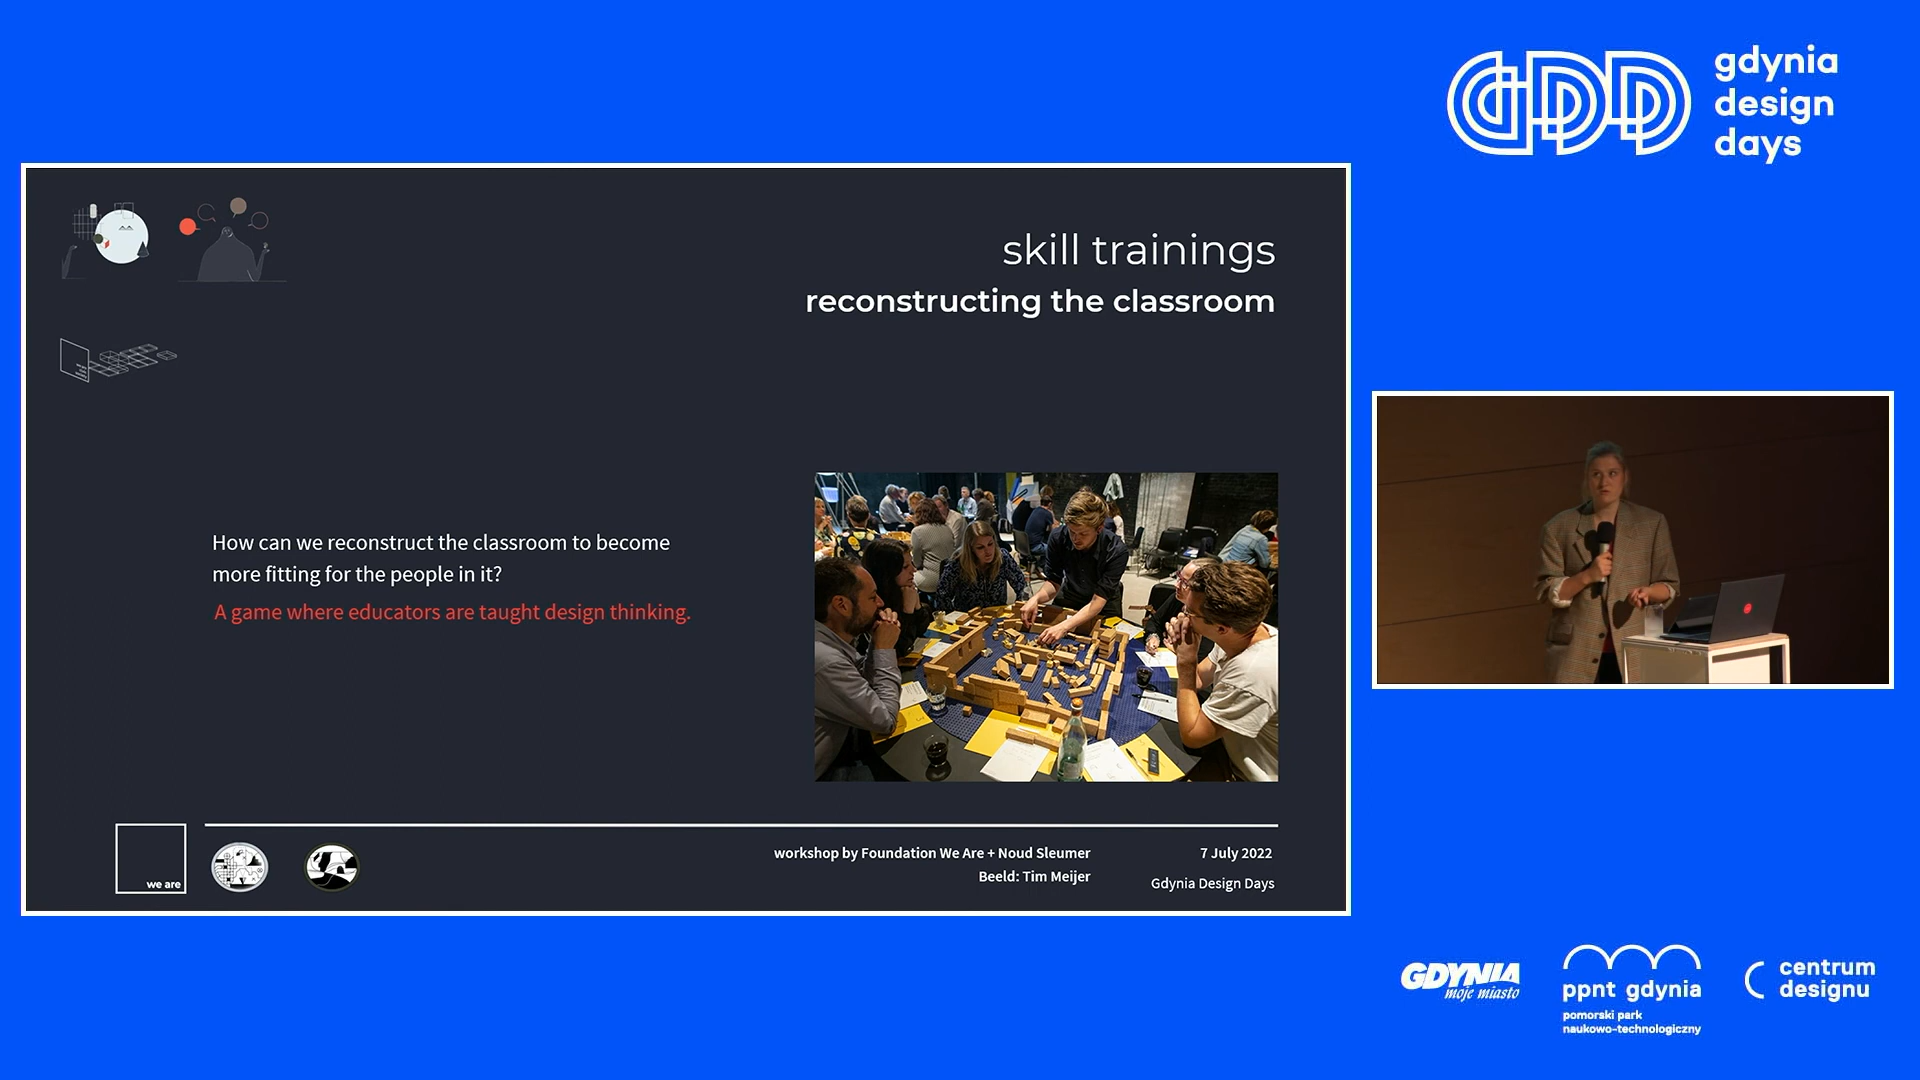 gdynia
design
days
skill trainings
reconstructing the classroom
How can we reconstruct the classroom to become
more fitting for the people in it?
A game where educators are taught design thinking.
we are
workshop by Foundation We Are + Noud Sleumer
Beeld: Tim Meijer
7 July 2022
Gdynia Design Days
GDYNIA
moje miasto
ppnt gdynia
pomorski park
naukowo-technologiczny
centrum
designu